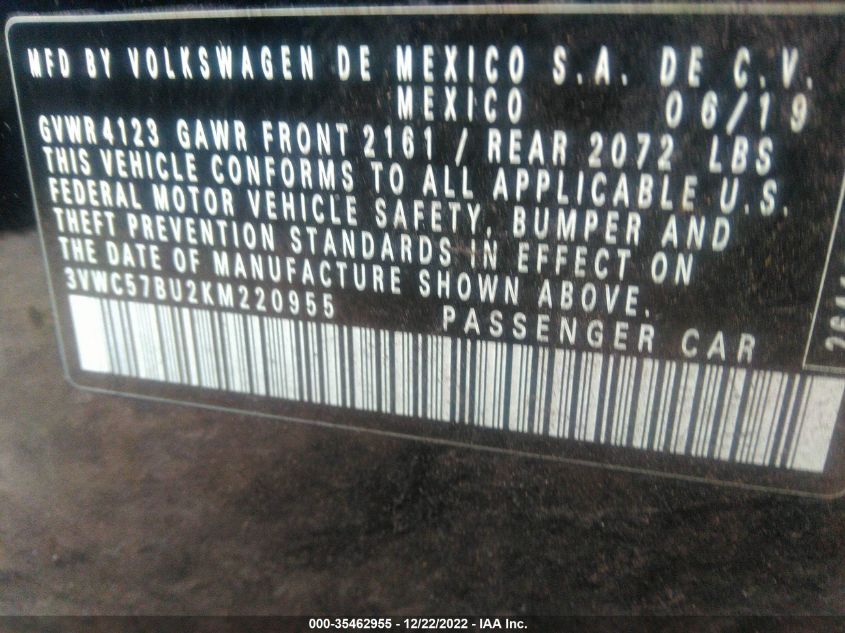 MFD BY VOLKSWAGEN DE MEXICO S.A. DE C.V.
MEXICO 06/19
GVWR4123 GAWR FRONT 2161 / REAR 2072 LBS
THIS VEHICLE CONFORMS TO ALL APPLICABLE U.S.
FEDERAL MOTOR VEHICLE SAFETY, BUMPER AND
THEFT PREVENTION STANDARDS IN EFFECT ON
THE DATE OF MANUFACTURE SHOWN ABOVE.
3VWC57BU2KM220955 PASSENGER CAR
000-35462955 - 12/22/2022 - IAA Inc.